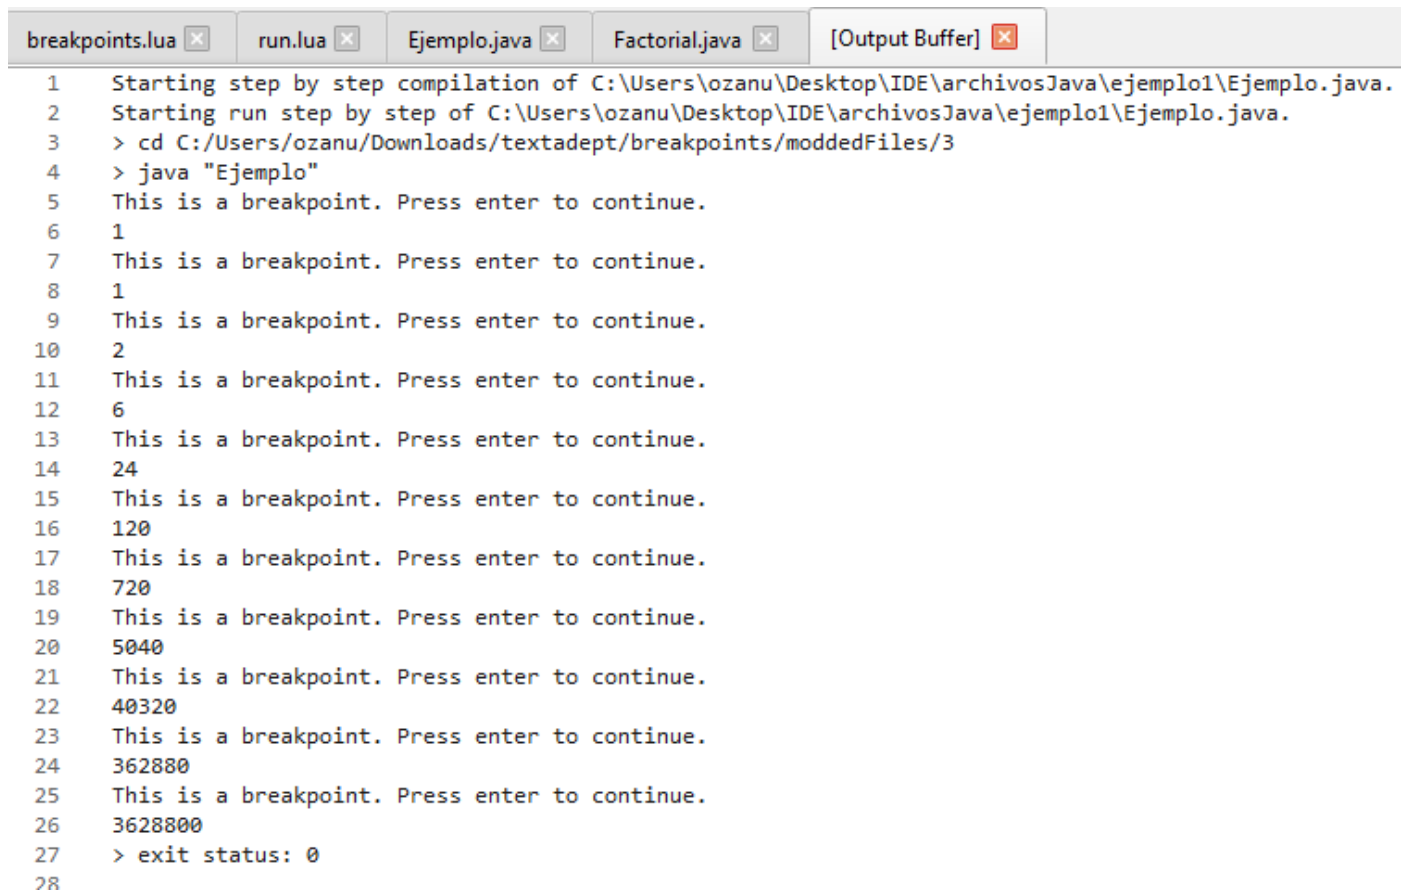 breakpoints.lua run.lua Ejemplo.java Factorial.java [Output Buffer]
1 Starting step by step compilation of C:\Users\ozanu\Desktop\IDE\archivosJava\ejemplo1\Ejemplo.java.
2 Starting run step by step of C:\Users\ozanu\Desktop\IDE\archivosJava\ejemplo1\Ejemplo.java.
3 > cd C:/Users/ozanu/Downloads/textadept/breakpoints/moddedFiles/3
4 > java "Ejemplo"
5 This is a breakpoint. Press enter to continue.
6 1
7 This is a breakpoint. Press enter to continue.
8 1
9 This is a breakpoint. Press enter to continue.
10 2
11 This is a breakpoint. Press enter to continue.
12 6
13 This is a breakpoint. Press enter to continue.
14 24
15 This is a breakpoint. Press enter to continue.
16 120
17 This is a breakpoint. Press enter to continue.
18 720
19 This is a breakpoint. Press enter to continue.
20 5040
21 This is a breakpoint. Press enter to continue.
22 40320
23 This is a breakpoint. Press enter to continue.
24 362880
25 This is a breakpoint. Press enter to continue.
26 3628800
27 > exit status: 0
28